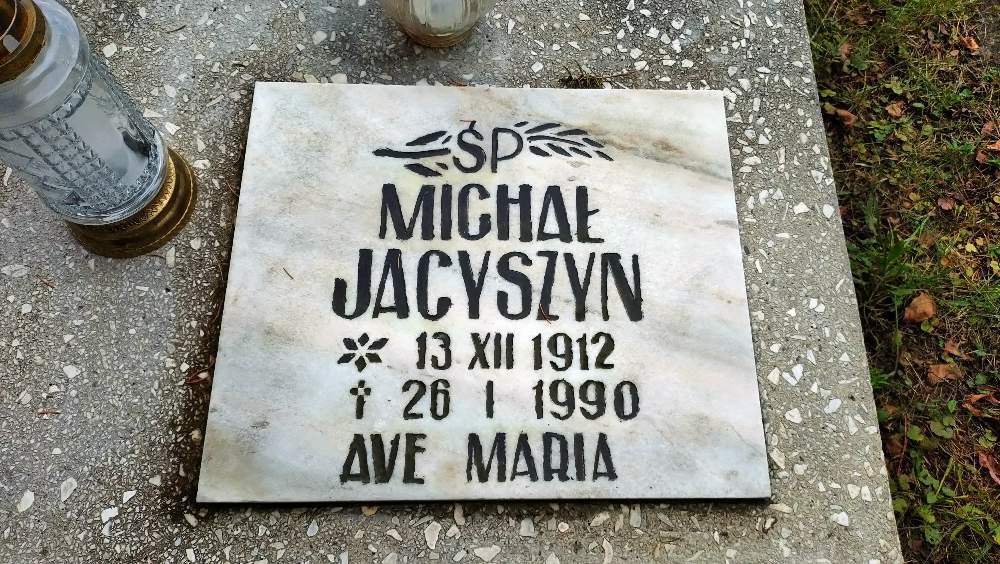 ŚP
MICHAŁ
JACYSZYN
13 XII 1912
† 26 I 1990
AVE MARIA